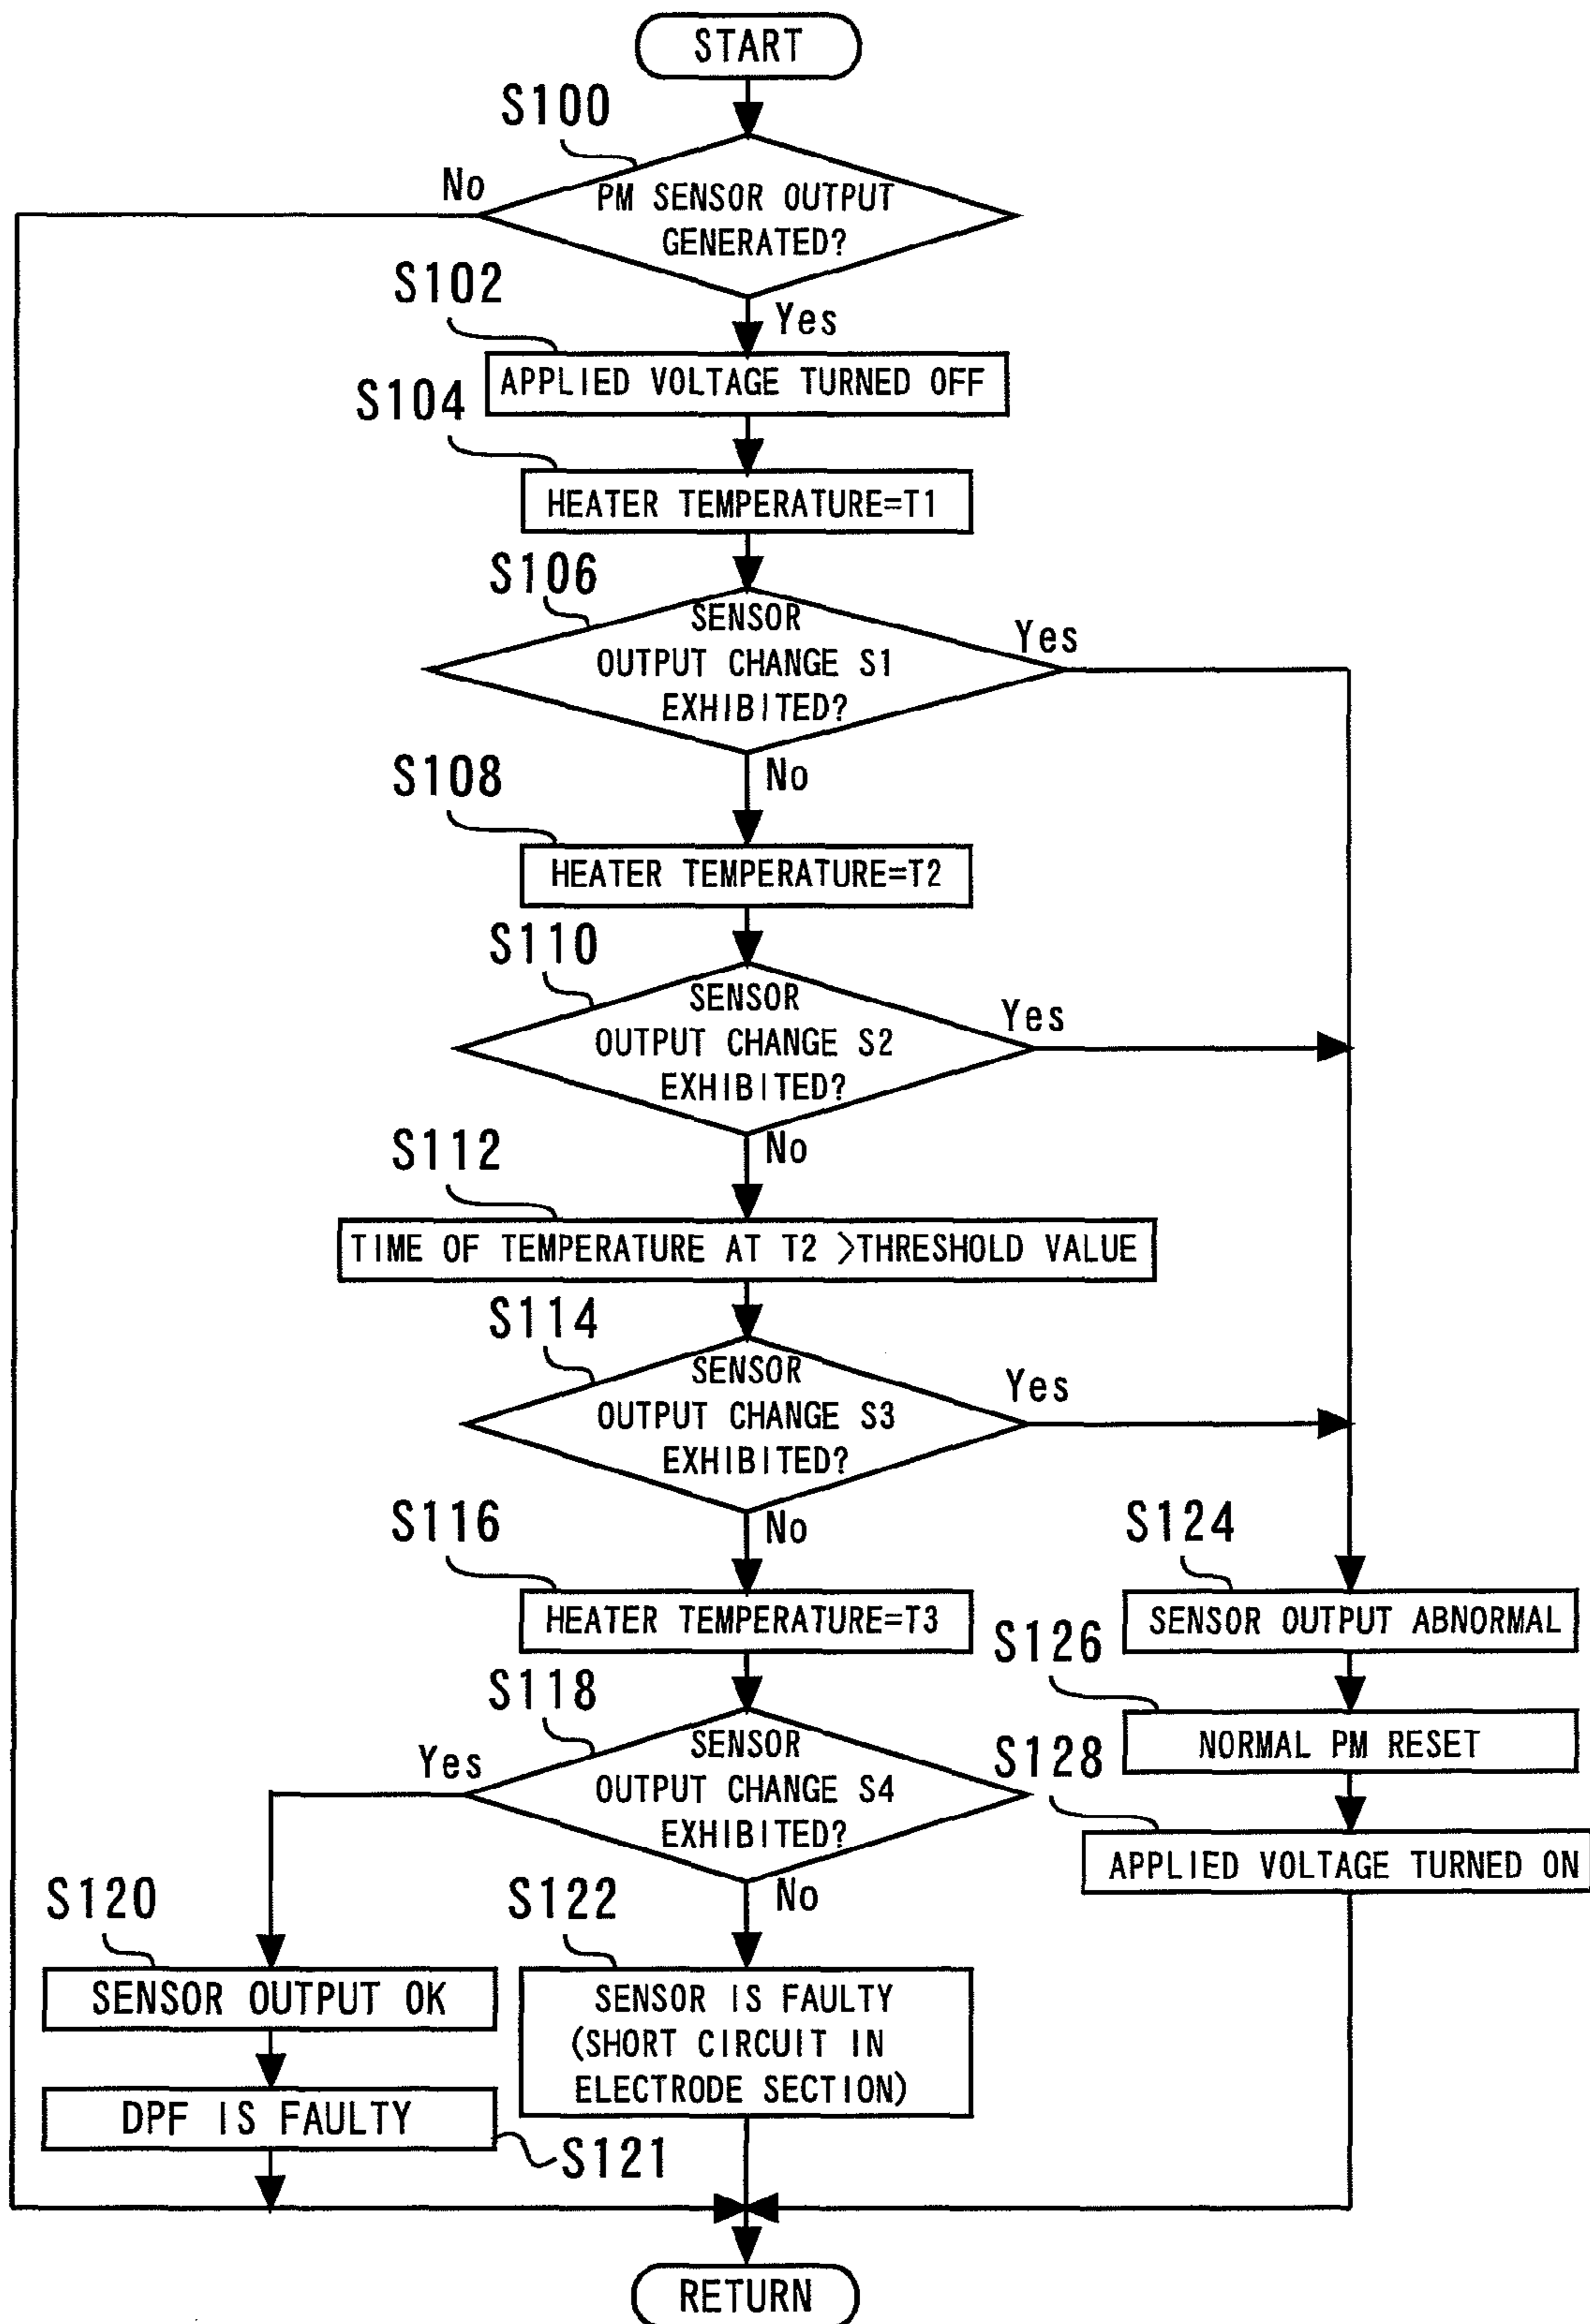 START
S100
No
PM SENSOR OUTPUT
GENERATED?
S102
Yes
APPLIED VOLTAGE TURNED OFF
S104
HEATER TEMPERATURE=T1
S106
SENSOR
OUTPUT CHANGE S1
EXHIBITED?
Yes
No
S108
HEATER TEMPERATURE=T2
S110
SENSOR
OUTPUT CHANGE S2
EXHIBITED?
Yes
No
S112
TIME OF TEMPERATURE AT T2 >THRESHOLD VALUE
S114
SENSOR
OUTPUT CHANGE S3
EXHIBITED?
Yes
No
S116
HEATER TEMPERATURE=T3
S124
SENSOR OUTPUT ABNORMAL
S126
NORMAL PM RESET
S118
SENSOR
OUTPUT CHANGE S4
EXHIBITED?
Yes
No
S128
APPLIED VOLTAGE TURNED ON
S120
SENSOR OUTPUT OK
S122
SENSOR IS FAULTY
(SHORT CIRCUIT IN
ELECTRODE SECTION)
DPF IS FAULTY
S121
RETURN